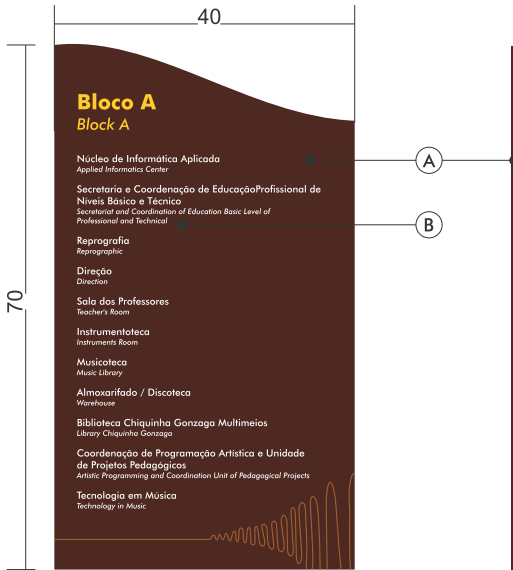 40
Bloco A
Block A
Núcleo de Informática Aplicada
Applied Informatics Center
A
Secretaria e Coordenação de EducaçãoProfissional de
Níveis Básico e Técnico
Secretariat and Coordination of Education Basic Level of
Professional and Technical
B
Reprografia
Reprographic
Direção
Direction
70
Sala dos Professores
Teacher's Room
Instrumentoteca
Instruments Room
Musicoteca
Music Library
Almoxarifado / Discoteca
Warehouse
Biblioteca Chiquinha Gonzaga Multimeios
Library Chiquinha Gonzaga
Coordenação de Programação Artística e Unidade
de Projetos Pedagógicos
Artistic Programming and Coordination Unit of Pedagogical Projects
Tecnologia em Música
Technology in Music